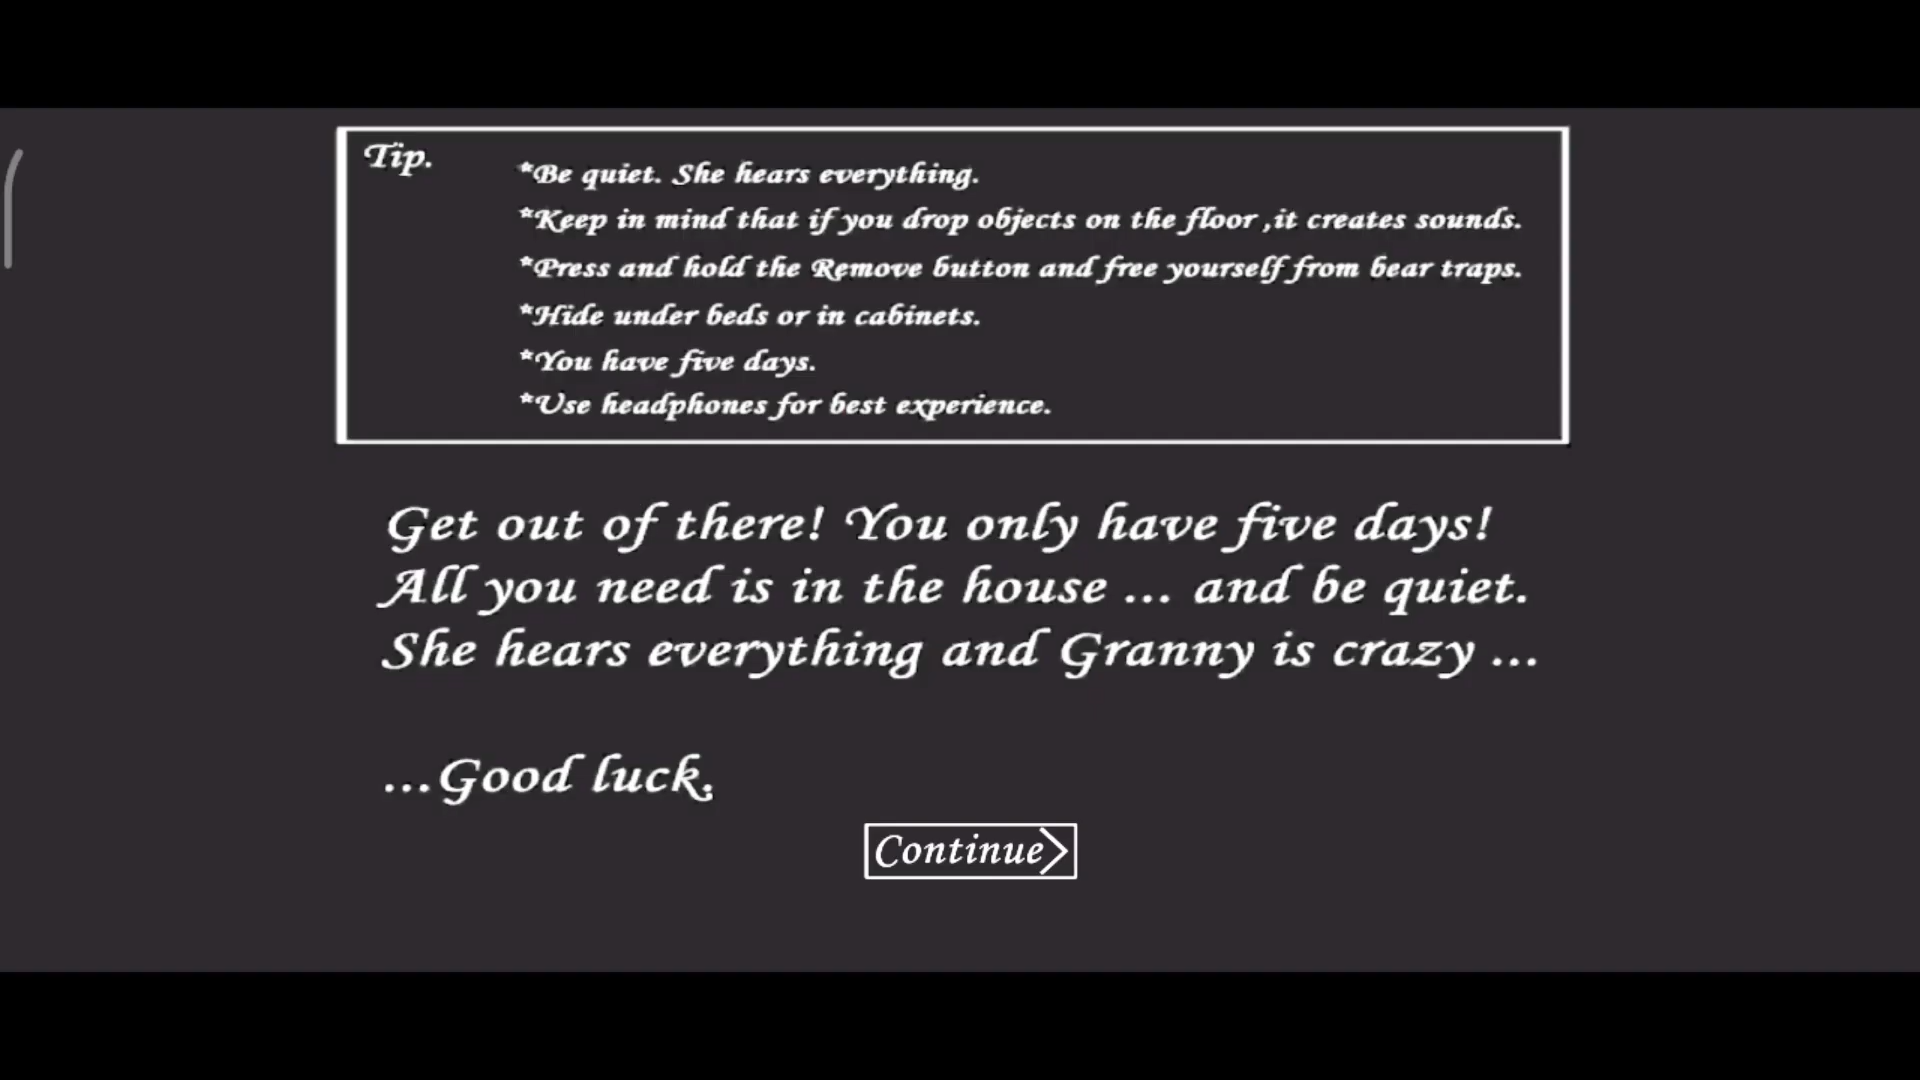 Tip.
*Be quiet. She hears everything.
*Keep in mind that if you drop objects on the floor ,it creates sounds.
*Press and hold the Remove button and free yourself from bear traps.
*Hide under beds or in cabinets.
*You have five days.
*Use headphones for best experience.
Get out of there! You only have five days!
All you need is in the house ... and be quiet.
She hears everything and Granny is crazy ...
...Good luck.
Continue>